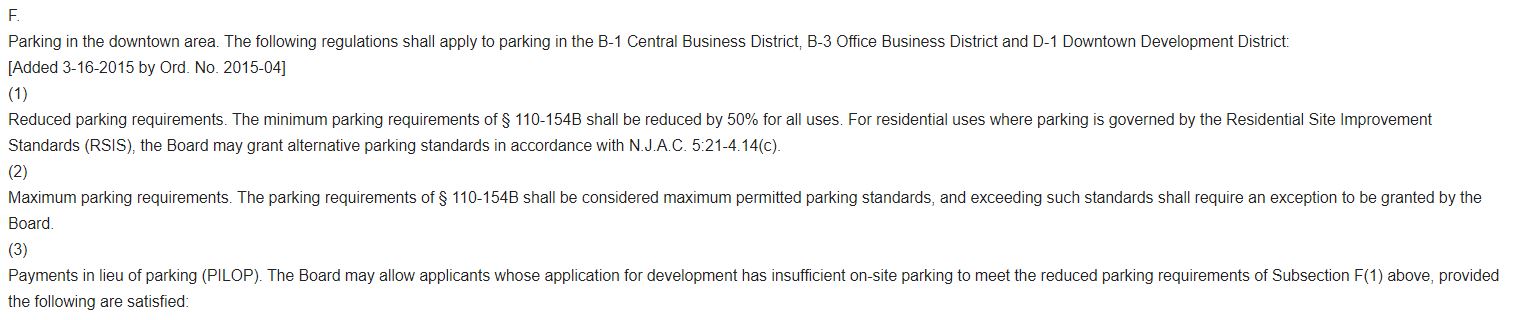 F.
Parking in the downtown area. The following regulations shall apply to parking in the B-1 Central Business District, B-3 Office Business District and D-1 Downtown Development District:
[Added 3-16-2015 by Ord. No. 2015-04]
(1)
Reduced parking requirements. The minimum parking requirements of § 110-154B shall be reduced by 50% for all uses. For residential uses where parking is governed by the Residential Site Improvement
Standards (RSIS), the Board may grant alternative parking standards in accordance with N.J.A.C. 5:21-4.14(c).
(2)
Maximum parking requirements. The parking requirements of § 110-154B shall be considered maximum permitted parking standards, and exceeding such standards shall require an exception to be granted by the
Board.
(3)
Payments in lieu of parking (PILOP). The Board may allow applicants whose application for development has insufficient on-site parking to meet the reduced parking requirements of Subsection F(1) above, provided
the following are satisfied: